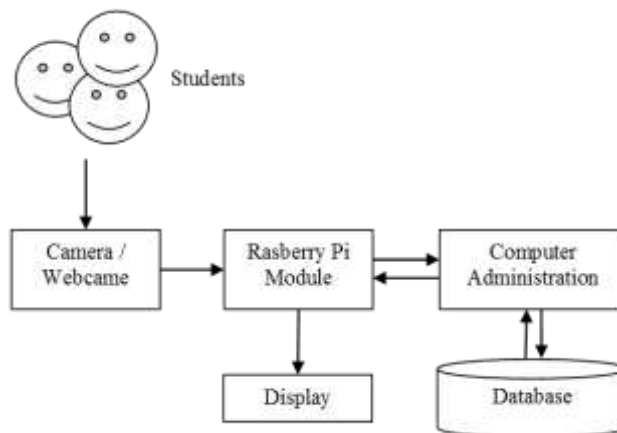 Students
Camera /
Webcame
Rasberry Pi
Module
Computer
Administration
Display
Database